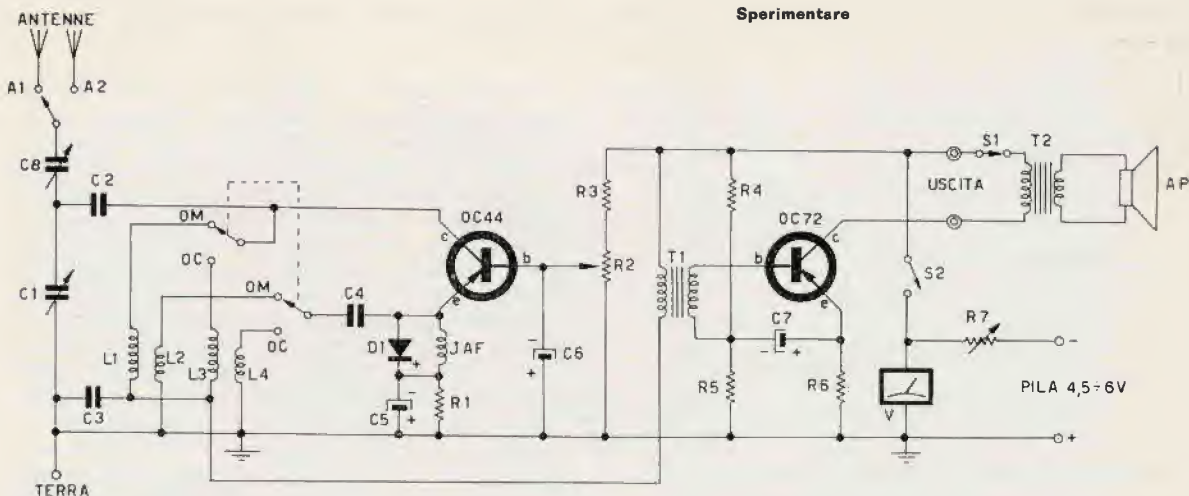 Sperimentare
ANTENNE
A1
A2
C8
C2
OM
OC
C1
OM
OC
C4
L1
L2
L3
L4
C3
D1
+
JAF
C5
-
+
R1
OC44
c
b
e
C6
-
+
R3
R2
T1
R4
R5
OC72
c
b
e
C7
- +
R6
USCITA
S1
T2
AP
S2
R7
-
V
PILA 4,5÷6V
+
TERRA